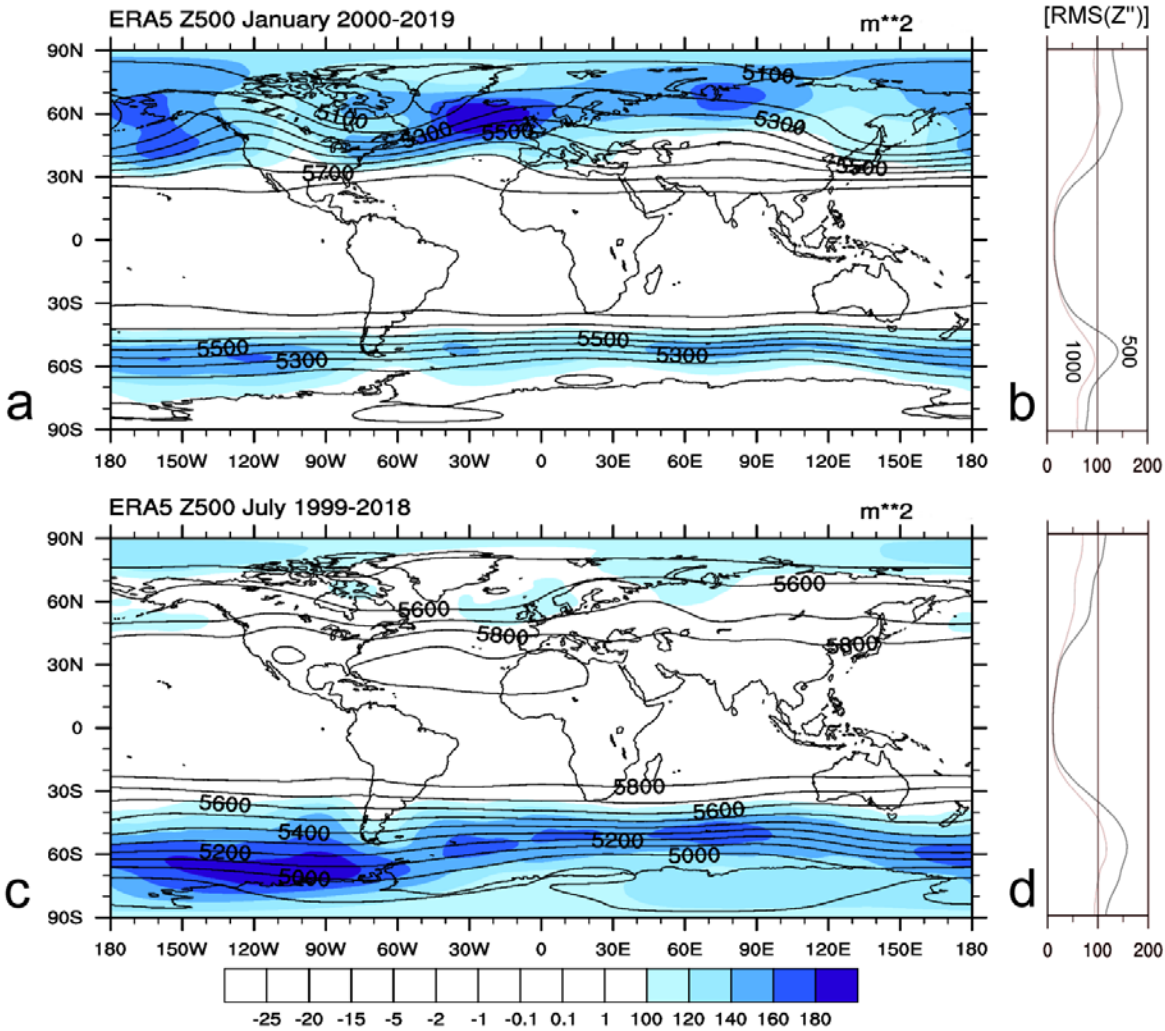 ERA5 Z500 January 2000-2019 m**2 [RMS(Z")]
90N
5100
60N 5100 5300 5500 5300
5700 5500
30N
0
30S
5500 5500
60S 5300 5300 1000 500
a b
90S
180 150W 120W 90W 60W 30W 0 30E 60E 90E 120E 150E 180 0 100 200
ERA5 Z500 July 1999-2018 m**2
90N
5600
60N 5600
5800 5800
30N
0
5800
30S
5600 5600
5400 5200
60S 5200 5000
5000
c d
90S
180 150W 120W 90W 60W 30W 0 30E 60E 90E 120E 150E 180 0 100 200
-25 -20 -15 -5 -2 -1 -0.1 0.1 1 100 120 140 160 180